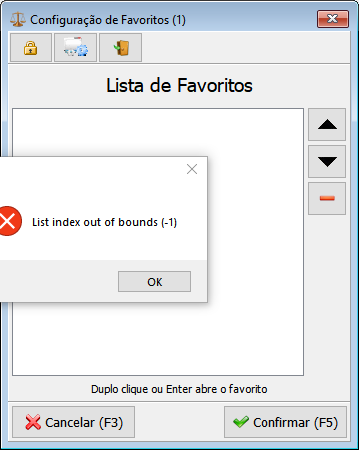 Configuração de Favoritos (1)
Lista de Favoritos
List index out of bounds (-1)
OK
Duplo clique ou Enter abre o favorito
Cancelar (F3)
Confirmar (F5)